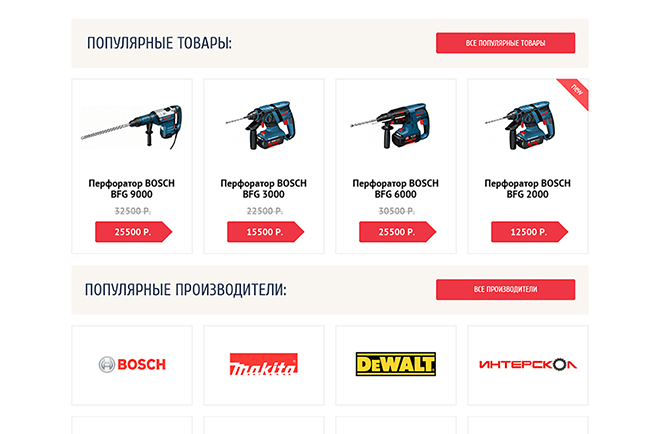 ПОПУЛЯРНЫЕ ТОВАРЫ:
ВСЕ ПОПУЛЯРНЫЕ ТОВАРЫ
new
Перфоратор BOSCH
BFG 9000
32500 Р.
25500 Р.
Перфоратор BOSCH
BFG 3000
22500 Р.
15500 Р.
Перфоратор BOSCH
BFG 6000
30500 Р.
25500 Р.
Перфоратор BOSCH
BFG 2000
12500 Р.
ПОПУЛЯРНЫЕ ПРОИЗВОДИТЕЛИ:
ВСЕ ПРОИЗВОДИТЕЛИ
BOSCH
makita
DEWALT
ИНТЕРСКОЛ